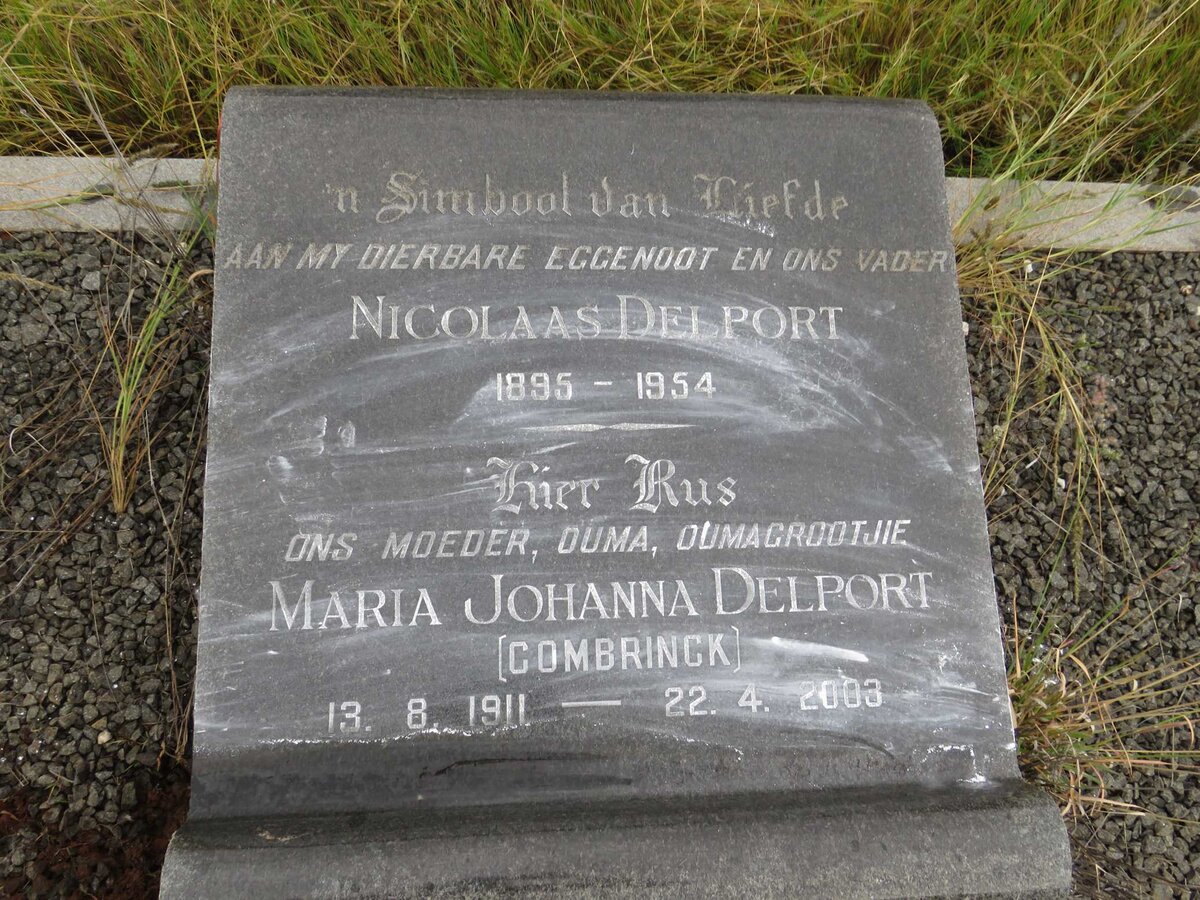 'n Simbool van Liefde
AAN MY DIERBARE EGGENOOT EN ONS VADER
NICOLAAS DELPORT
1895 - 1954
Hier Rus
ONS MOEDER, OUMA, OUMAGROOTJIE
MARIA JOHANNA DELPORT
(COMBRINCK)
13. 8. 1911 — 22. 4. 2003